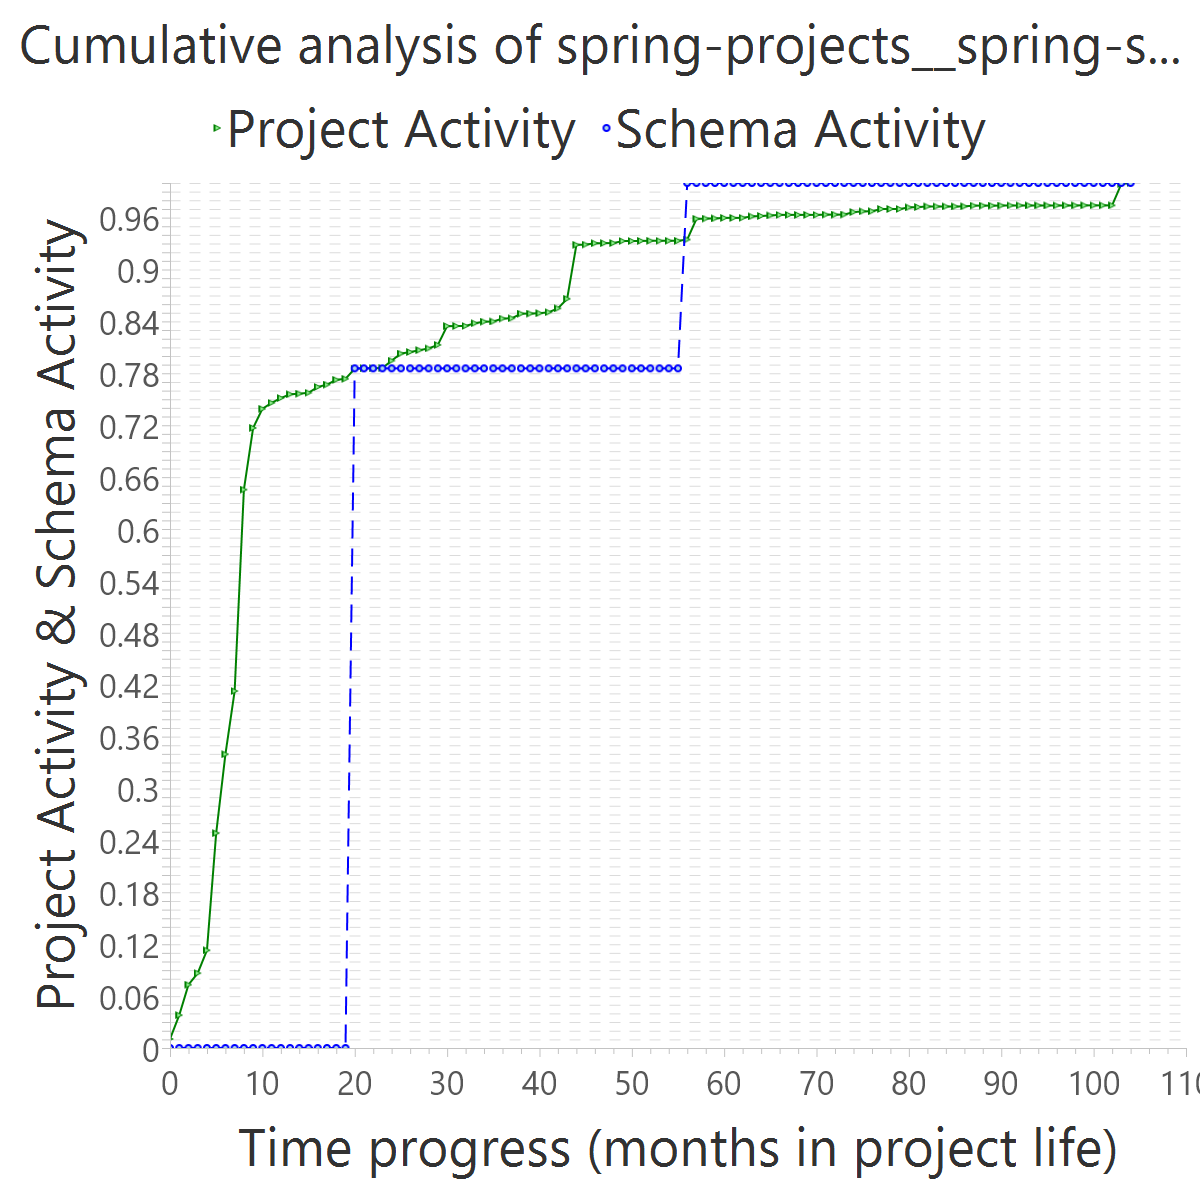 Cumulative analysis of spring-projects__spring-s...
Project Activity
Schema Activity
Project Activity & Schema Activity
0.96
0.9
0.84
0.78
0.72
0.66
0.6
0.54
0.48
0.42
0.36
0.3
0.24
0.18
0.12
0.06
0
0 10 20 30 40 50 60 70 80 90 100 110
Time progress (months in project life)